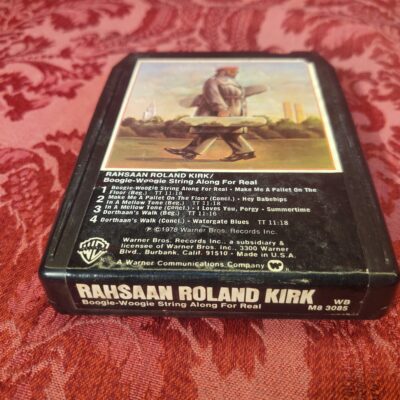 RAHSAAN ROLAND KIRK/
Boogie-Woogie String Along For Real
1 Boogie-Woogie String Along For Real - Make Me A Pallet On The
Floor (Beg.) TT 11:18
2 Make Me A Pallet On The Floor (Concl.) - Hey Babebips
In A Mellow Tone (Beg.) TT 11:18
3 In A Mellow Tone (Concl.) - I Loves You, Porgy - Summertime
Dorthaan's Walk (Beg.) TT 11:16
4 Dorthaan's Walk (Concl.) - Watergate Blues TT 11:18
℗ © 1978 Warner Bros. Records Inc.
Warner Bros. Records Inc., a subsidiary &
licensee of Warner Bros. Inc., 3300 Warner
Blvd., Burbank, Calif. 91510 • Made in U.S.A.
A Warner Communications Company
RAHSAAN ROLAND KIRK
Boogie-Woogie String Along For Real
WB
M8 3085